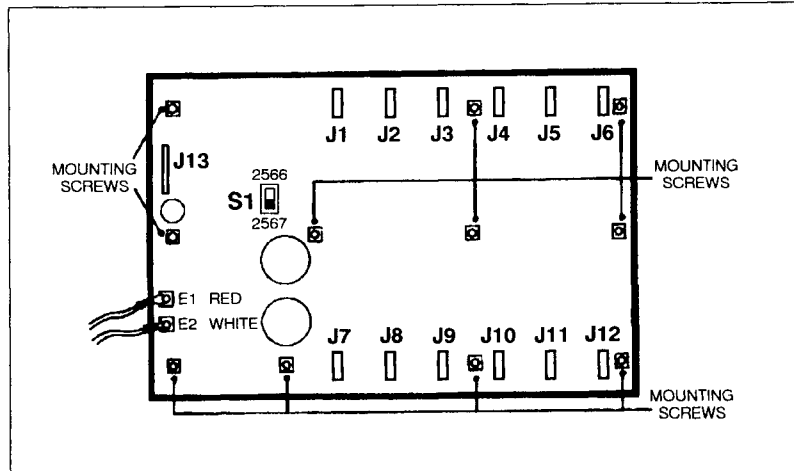 J1 J2 J3 J4 J5 J6
J13
MOUNTING
SCREWS
MOUNTING
SCREWS
2566
S1
2567
E1 RED
E2 WHITE
J7 J8 J9 J10 J11 J12
MOUNTING
SCREWS